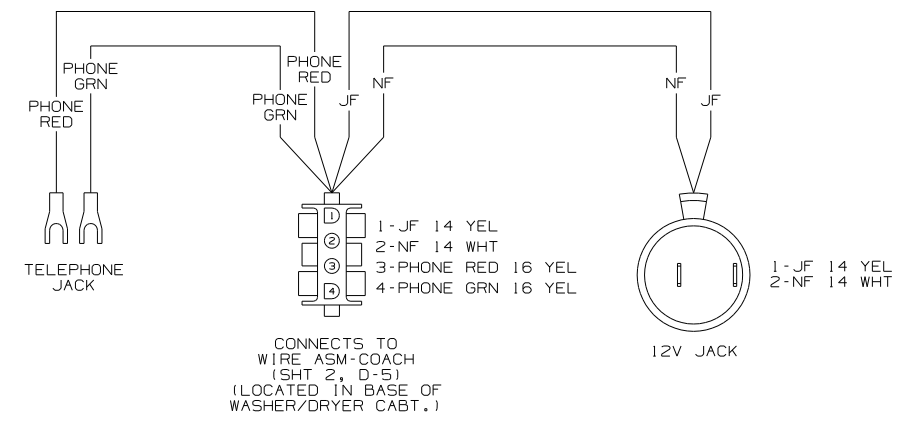 PHONE
RED
PHONE
GRN
PHONE
RED
PHONE
GRN
JF
NF
NF
JF
TELEPHONE
JACK
1
2
3
4
1-JF 14 YEL
2-NF 14 WHT
3-PHONE RED 16 YEL
4-PHONE GRN 16 YEL
CONNECTS TO
WIRE ASM-COACH
(SHT 2, D-5)
(LOCATED IN BASE OF
WASHER/DRYER CABT.)
1-JF 14 YEL
2-NF 14 WHT
12V JACK